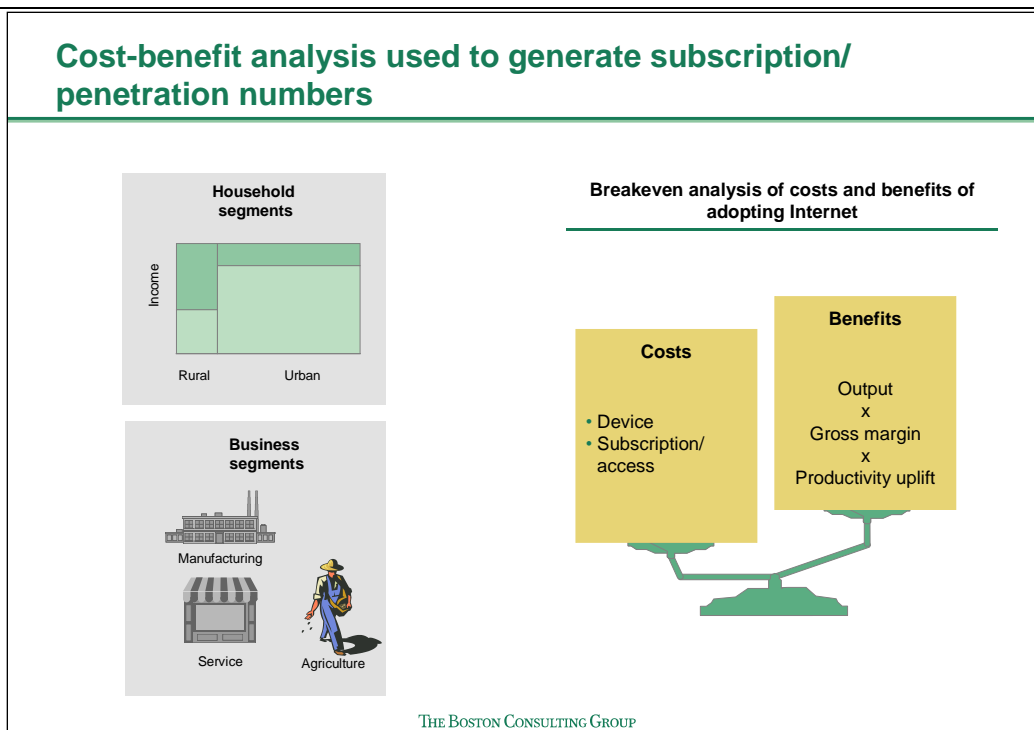 Cost-benefit analysis used to generate subscription/
penetration numbers
Household
segments
Income
Rural
Urban
Business
segments
Manufacturing
Service
Agriculture
Breakeven analysis of costs and benefits of
adopting Internet
Costs
• Device
• Subscription/
access
Benefits
Output
x
Gross margin
x
Productivity uplift
THE BOSTON CONSULTING GROUP